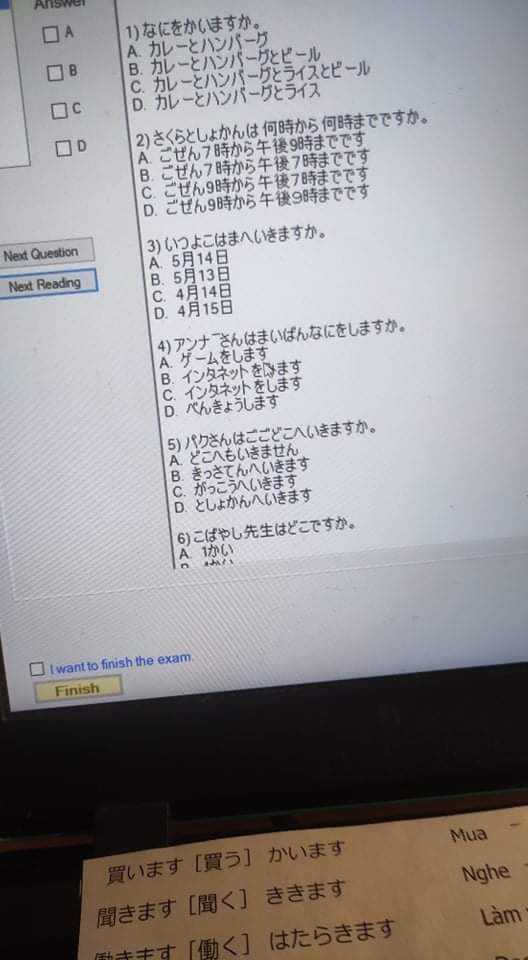 Answer
A
B
C
D
Next Question
Next Reading
1) なにをかいますか。
A. カレーとハンバーグ
B. カレーとハンバーグとビール
C. カレーとハンバーグとライスとビール
D. カレーとハンバーグとライス
2) さくらとしょかんは 何時から 何時までですか。
A. ごぜん7時から午後9時までです
B. ごぜん7時から午後7時までです
C. ごぜん9時から午後7時までです
D. ごぜん9時から午後9時までです
3) いつよこはまへいきますか。
A. 5月14日
B. 5月13日
C. 4月14日
D. 4月15日
4) アンナーさんはまいばんなにをしますか。
A. ゲームをします
B. インタネットを ます
C. インタネットをします
D. べんきょうします
5) パクさんはごごどこへいきますか。
A. どこへもいきません
B. きっさてんへいきます
C. がっこうへいきます
D. としょかんへいきます
6) こばやし先生はどこですか。
A. 1かい
I want to finish the exam.
Finish
買います [買う] かいます Mua
聞きます [聞く] ききます Nghe
働きます [働く] はたらきます Làm